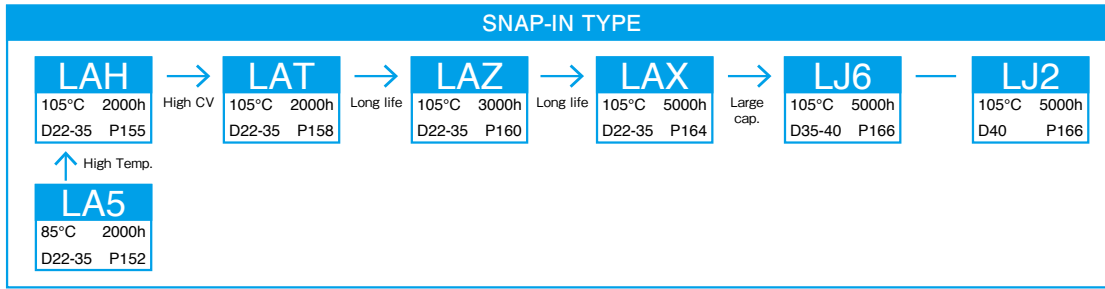 SNAP-IN TYPE
LAH
105°C 2000h
D22-35 P155
High CV
LAT
105°C 2000h
D22-35 P158
Long life
LAZ
105°C 3000h
D22-35 P160
Long life
LAX
105°C 5000h
D22-35 P164
Large
cap.
LJ6
105°C 5000h
D35-40 P166
LJ2
105°C 5000h
D40 P166
High Temp.
LA5
85°C 2000h
D22-35 P152